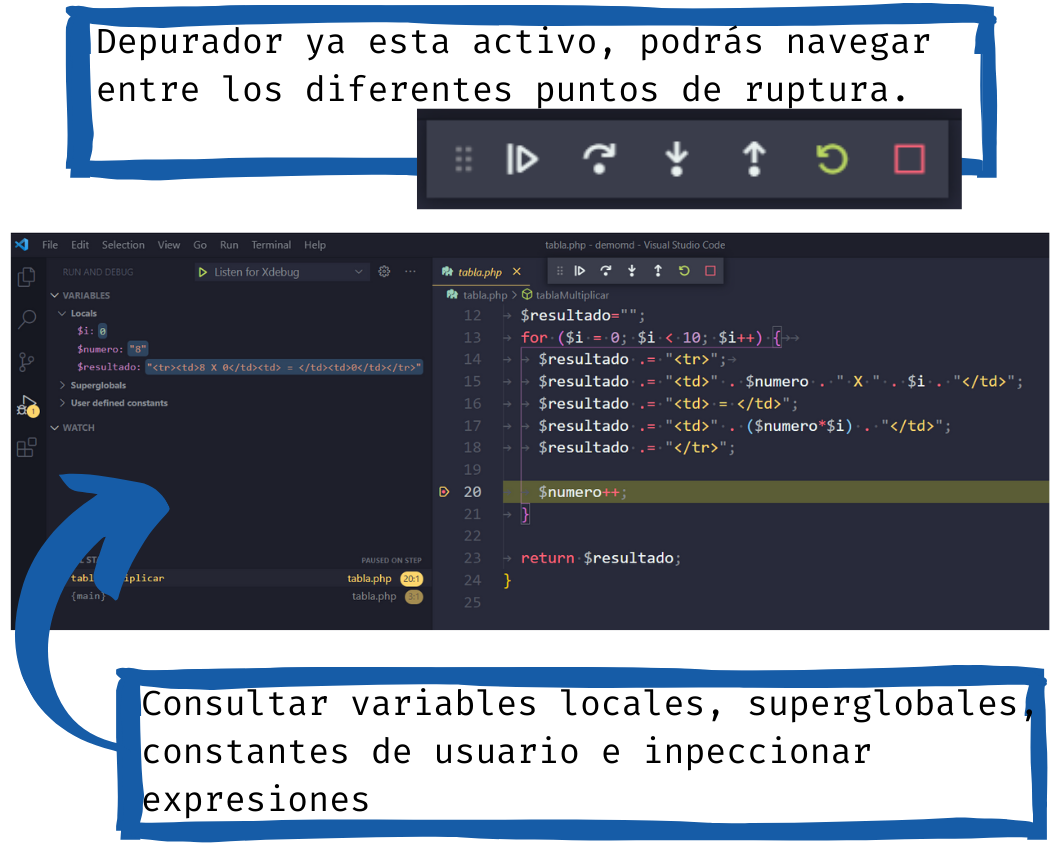 Depurador ya esta activo, podrás navegar
entre los diferentes puntos de ruptura.
File Edit Selection View Go Run Terminal Help
tabla.php - demomd - Visual Studio Code
RUN AND DEBUG
Listen for Xdebug
VARIABLES
Locals
$i: 0
$numero: "8"
$resultado: "<tr><td>8 X 0</td><td> = </td><td>0</td></tr>"
Superglobals
User defined constants
WATCH
1
PAUSED ON STEP
tabla.php 20:1
{main} tabla.php 3:1
tabla.php
tabla.php > tablaMultiplicar
12 $resultado="";
13 for ($i = 0; $i < 10; $i++) {
14 $resultado .= "<tr>";
15 $resultado .= "<td>" . $numero . " X " . $i . "</td>";
16 $resultado .= "<td> = </td>";
17 $resultado .= "<td>" . ($numero*$i) . "</td>";
18 $resultado .= "</tr>";
19
20 $numero++;
21 }
22
23 return $resultado;
24 }
25
Consultar variables locales, superglobales,
constantes de usuario e inpeccionar
expresiones